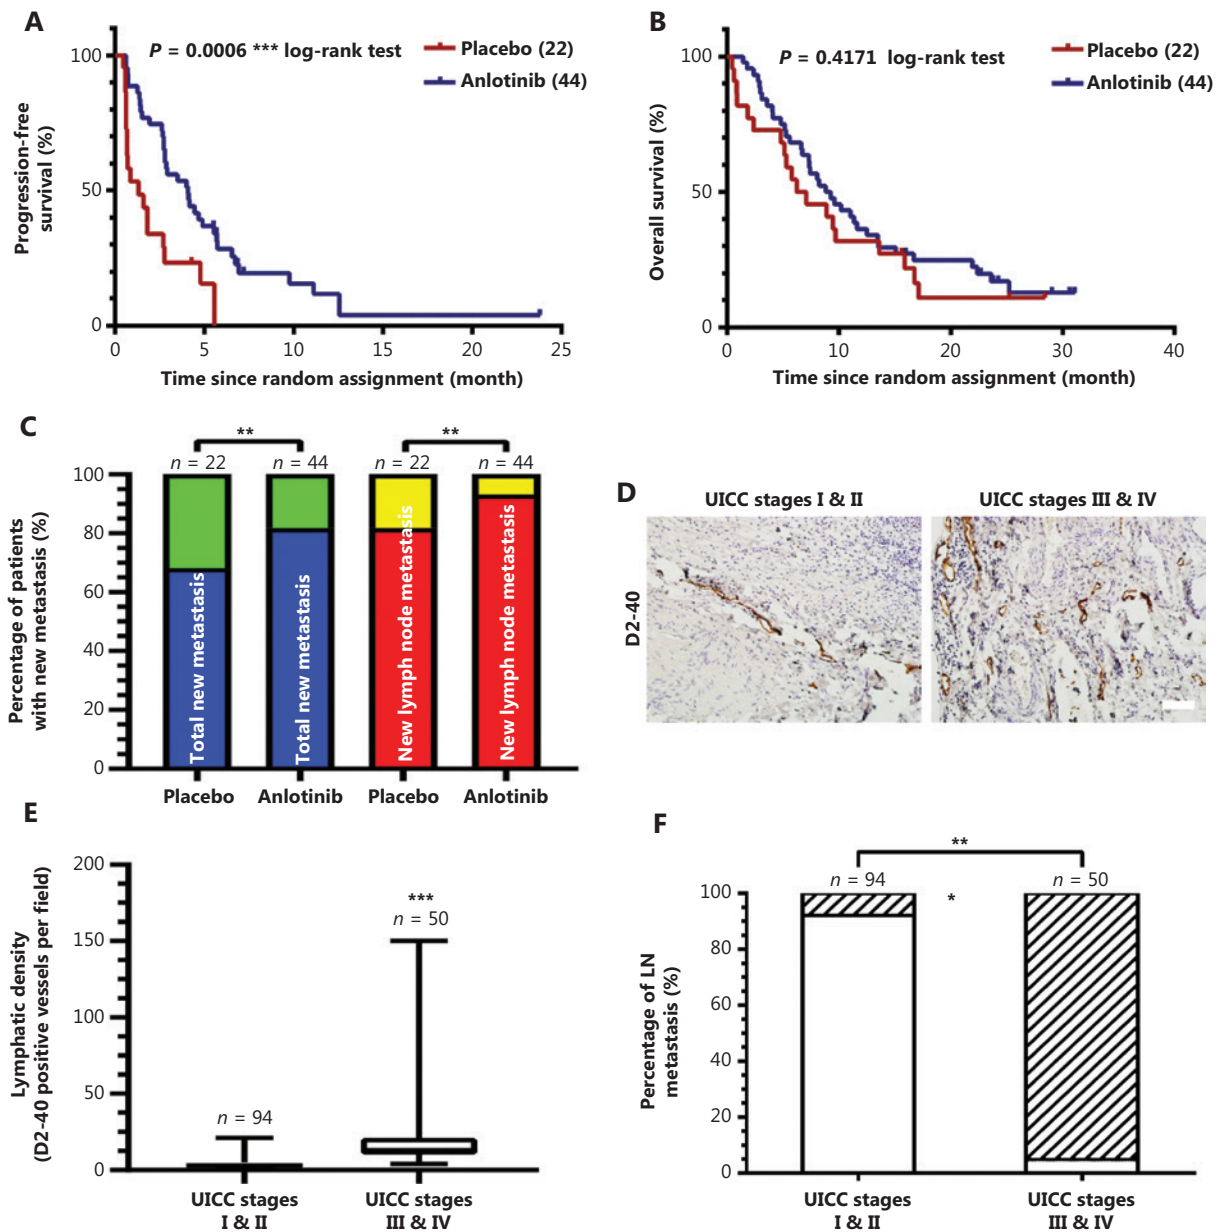 A
P = 0.0006 *** log-rank test
Placebo (22)
Anlotinib (44)
Progression-free
survival (%)
100
50
0
0 5 10 15 20 25
Time since random assignment (month)
B
P = 0.4171 log-rank test
Placebo (22)
Anlotinib (44)
Overall survival (%)
100
50
0
0 10 20 30 40
Time since random assignment (month)
C
** **
n = 22 n = 44 n = 22 n = 44
Percentage of patients
with new metastasis (%)
100
80
60
40
20
0
Total new metastasis
Total new metastasis
New lymph node metastasis
New lymph node metastasis
Placebo Anlotinib Placebo Anlotinib
D
UICC stages I & II UICC stages III & IV
D2-40
E
Lymphatic density
(D2-40 positive vessels per field)
200
150
100
50
0
n = 94
***
n = 50
UICC stages
I & II
UICC stages
III & IV
F
**
n = 94 n = 50
*
Percentage of LN
metastasis (%)
100
80
60
40
20
0
UICC stages
I & II
UICC stages
III & IV